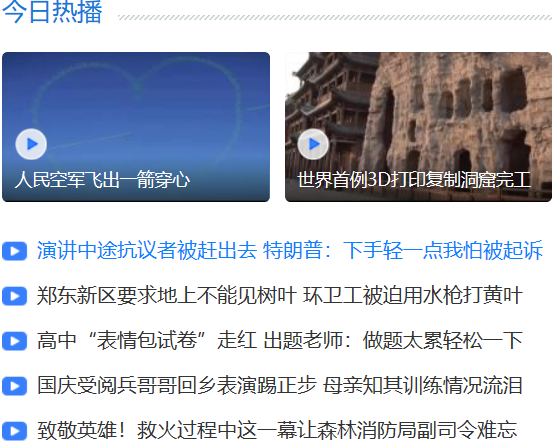 今日热播
人民空军飞出一箭穿心
世界首例3D打印复制洞窟完工
演讲中途抗议者被赶出去 特朗普：下手轻一点我怕被起诉
郑东新区要求地上不能见树叶 环卫工被迫用水枪打黄叶
高中“表情包试卷”走红 出题老师：做题太累轻松一下
国庆受阅兵哥哥回乡表演踢正步 母亲知其训练情况流泪
致敬英雄！救火过程中这一幕让森林消防局副司令难忘